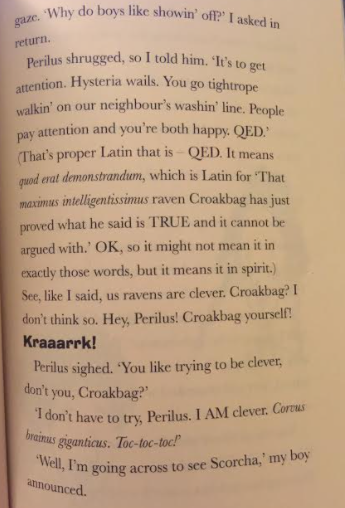 gaze. 'Why do boys like showin' off?' I asked in
return.
Perilus shrugged, so I told him. 'It's to get
attention. Hysteria wails. You go tightrope
walkin' on our neighbour's washin' line. People
pay attention and you're both happy. QED.'
(That's proper Latin that is – QED. It means
quod erat demonstrandum, which is Latin for 'That
maximus intelligentissimus raven Croakbag has just
proved what he said is TRUE and it cannot be
argued with.' OK, so it might not mean it in
exactly those words, but it means it in spirit.)
See, like I said, us ravens are clever. Croakbag? I
don't think so. Hey, Perilus! Croakbag yourself!
Kraaarrk!
Perilus sighed. 'You like trying to be clever,
don't you, Croakbag?'
'I don't have to try, Perilus. I AM clever. Corvus
brainus giganticus. Toc-toc-toc!'
'Well, I'm going across to see Scorcha,' my boy
announced.